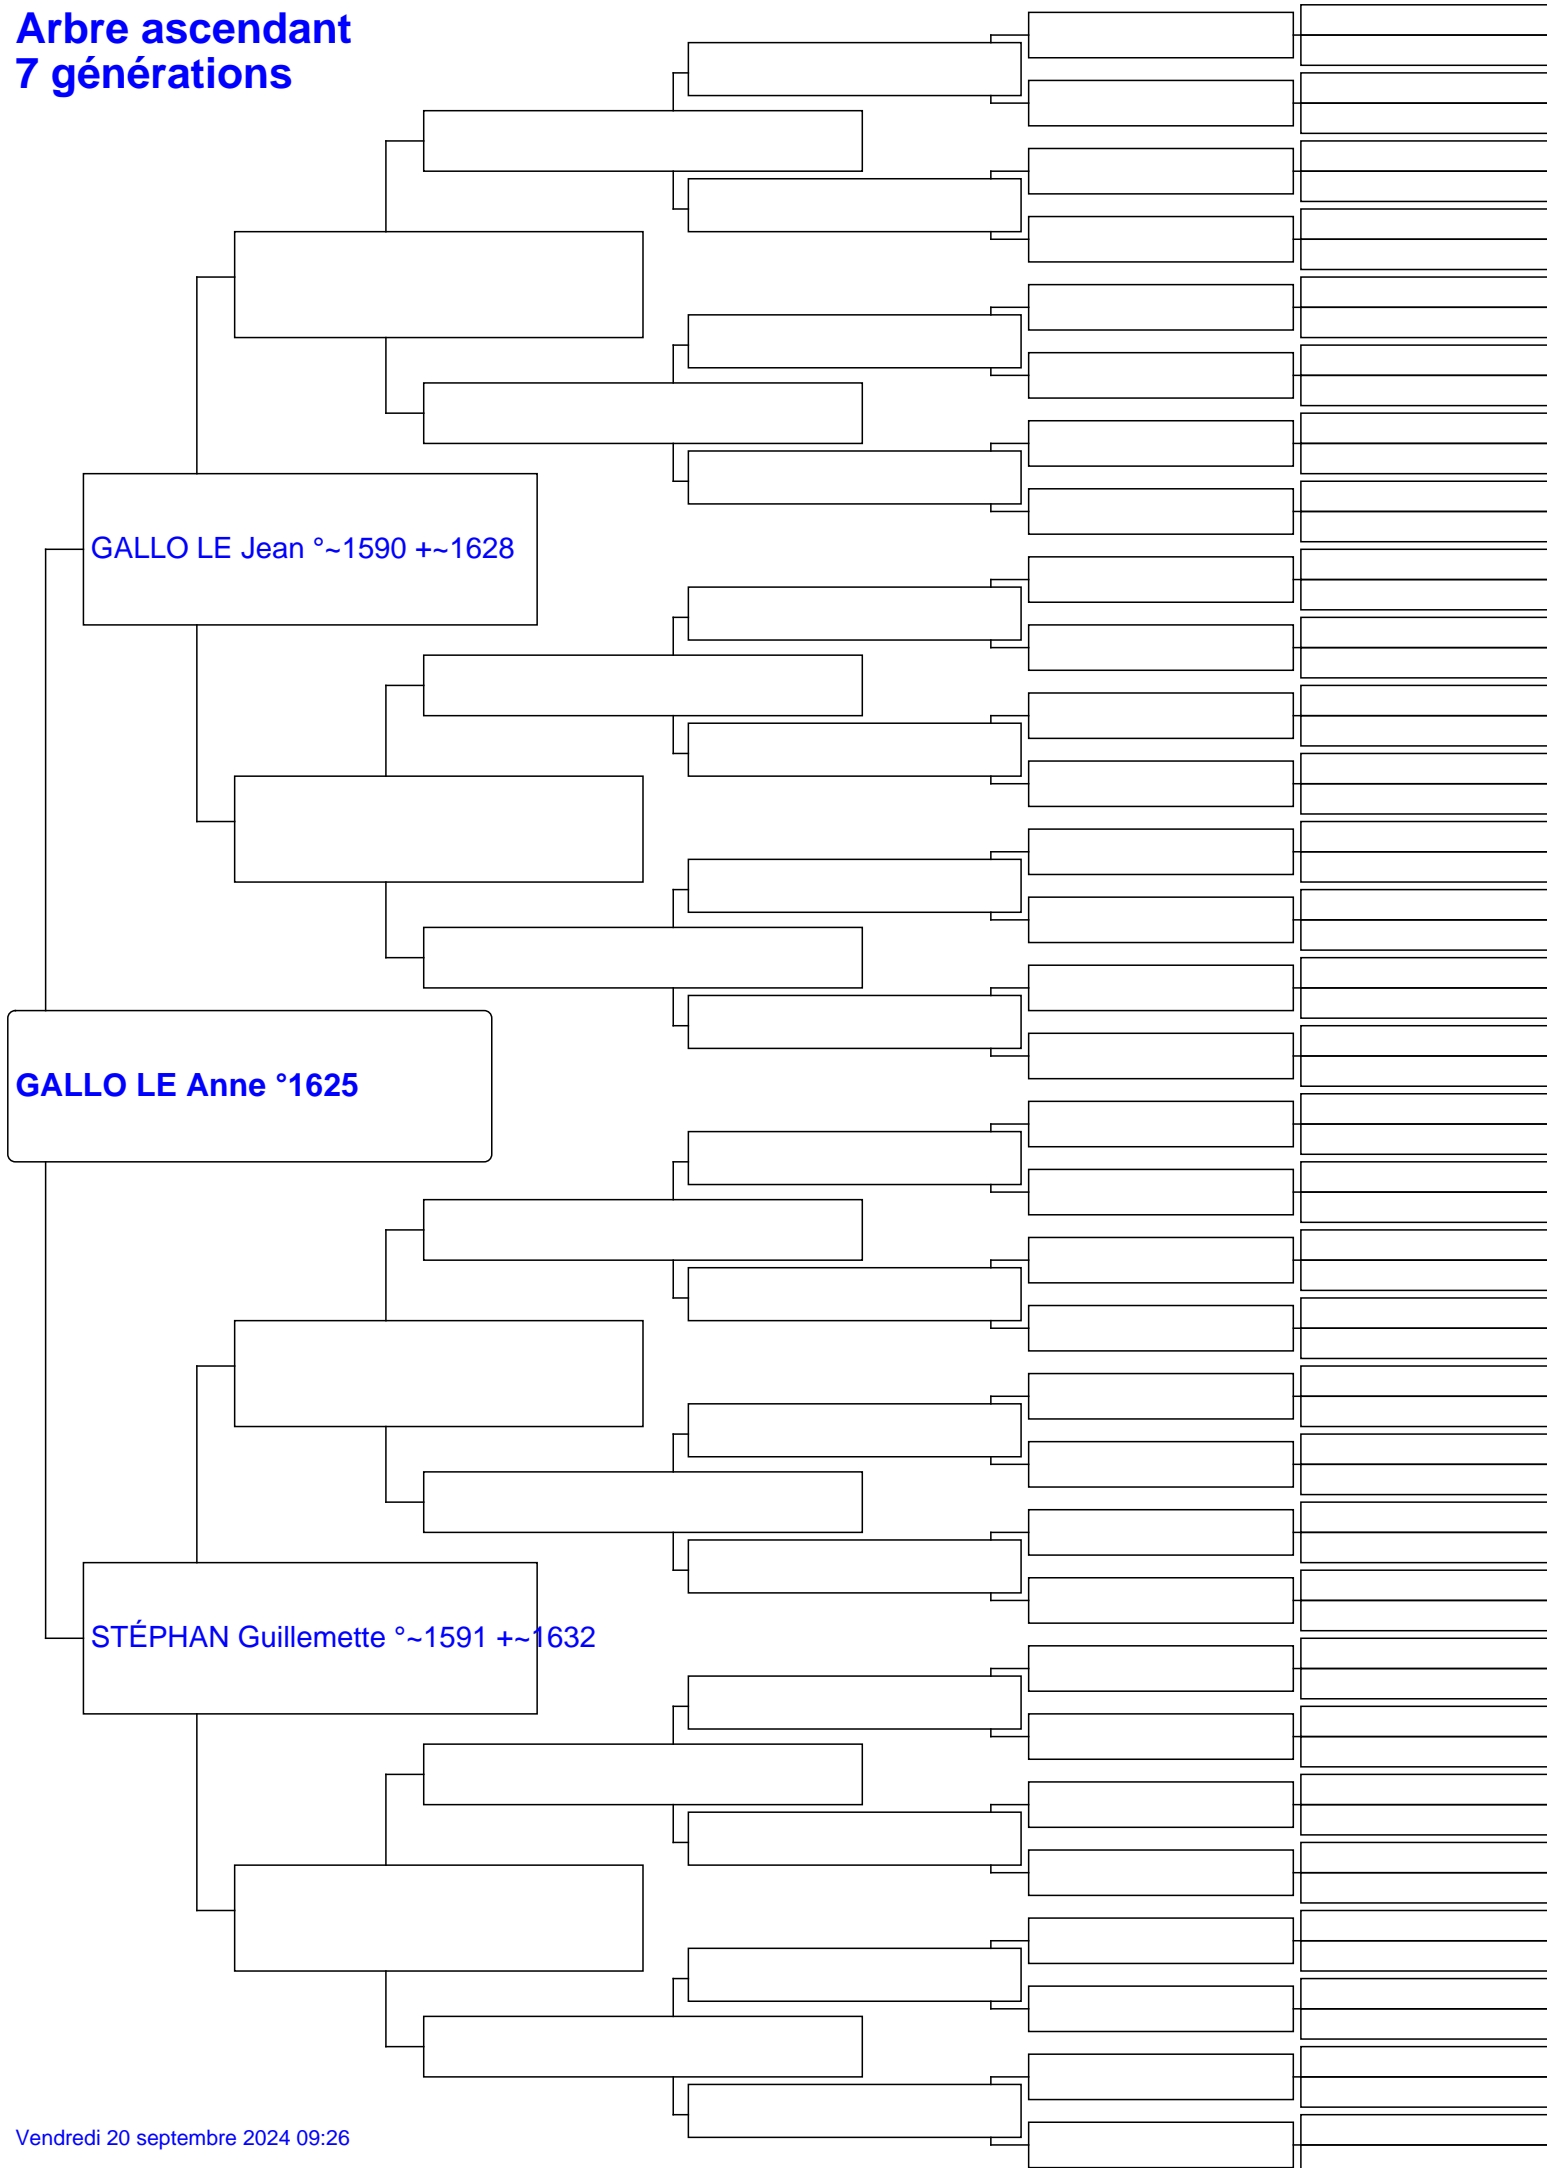 Arbre ascendant
7 générations
GALLO LE Jean °~1590 +~1628
GALLO LE Anne °1625
STÉPHAN Guillemette °~1591 +~1632
Vendredi 20 septembre 2024 09:26